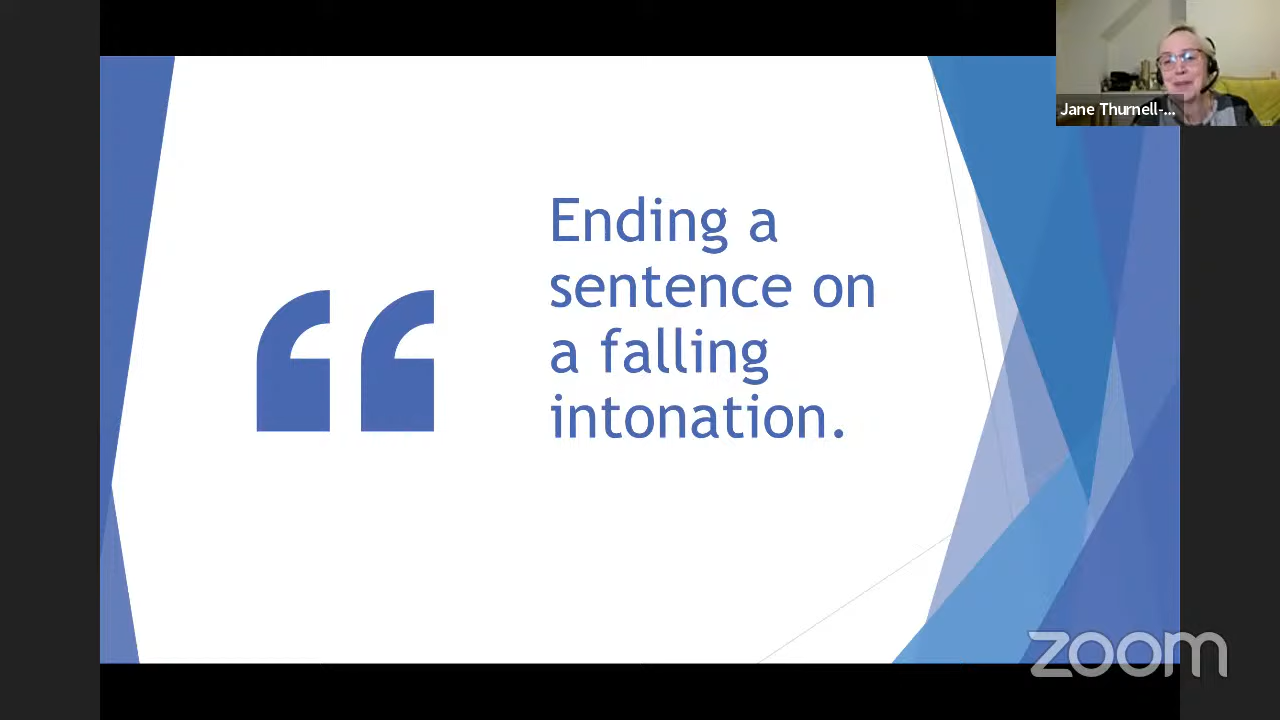 Jane Thurnell-...
“
Ending a
sentence on
a falling
intonation.
zoom